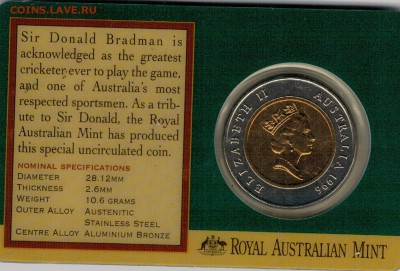 COINS.LAVE.RU
Sir Donald Bradman is
acknowledged as the greatest
cricketer ever to play the game,
and one of Australia's most
respected sportsmen. As a trib-
ute to Sir Donald, the Royal
Australian Mint has produced
this special uncirculated coin.
NOMINAL SPECIFICATIONS
DIAMETER 28.12MM
THICKNESS 2.6MM
WEIGHT 10.6 GRAMS
OUTER ALLOY AUSTENITIC
STAINLESS STEEL
CENTRE ALLOY ALUMINIUM BRONZE
ELIZABETH II
AUSTRALIA 1996
ROYAL AUSTRALIAN MINT